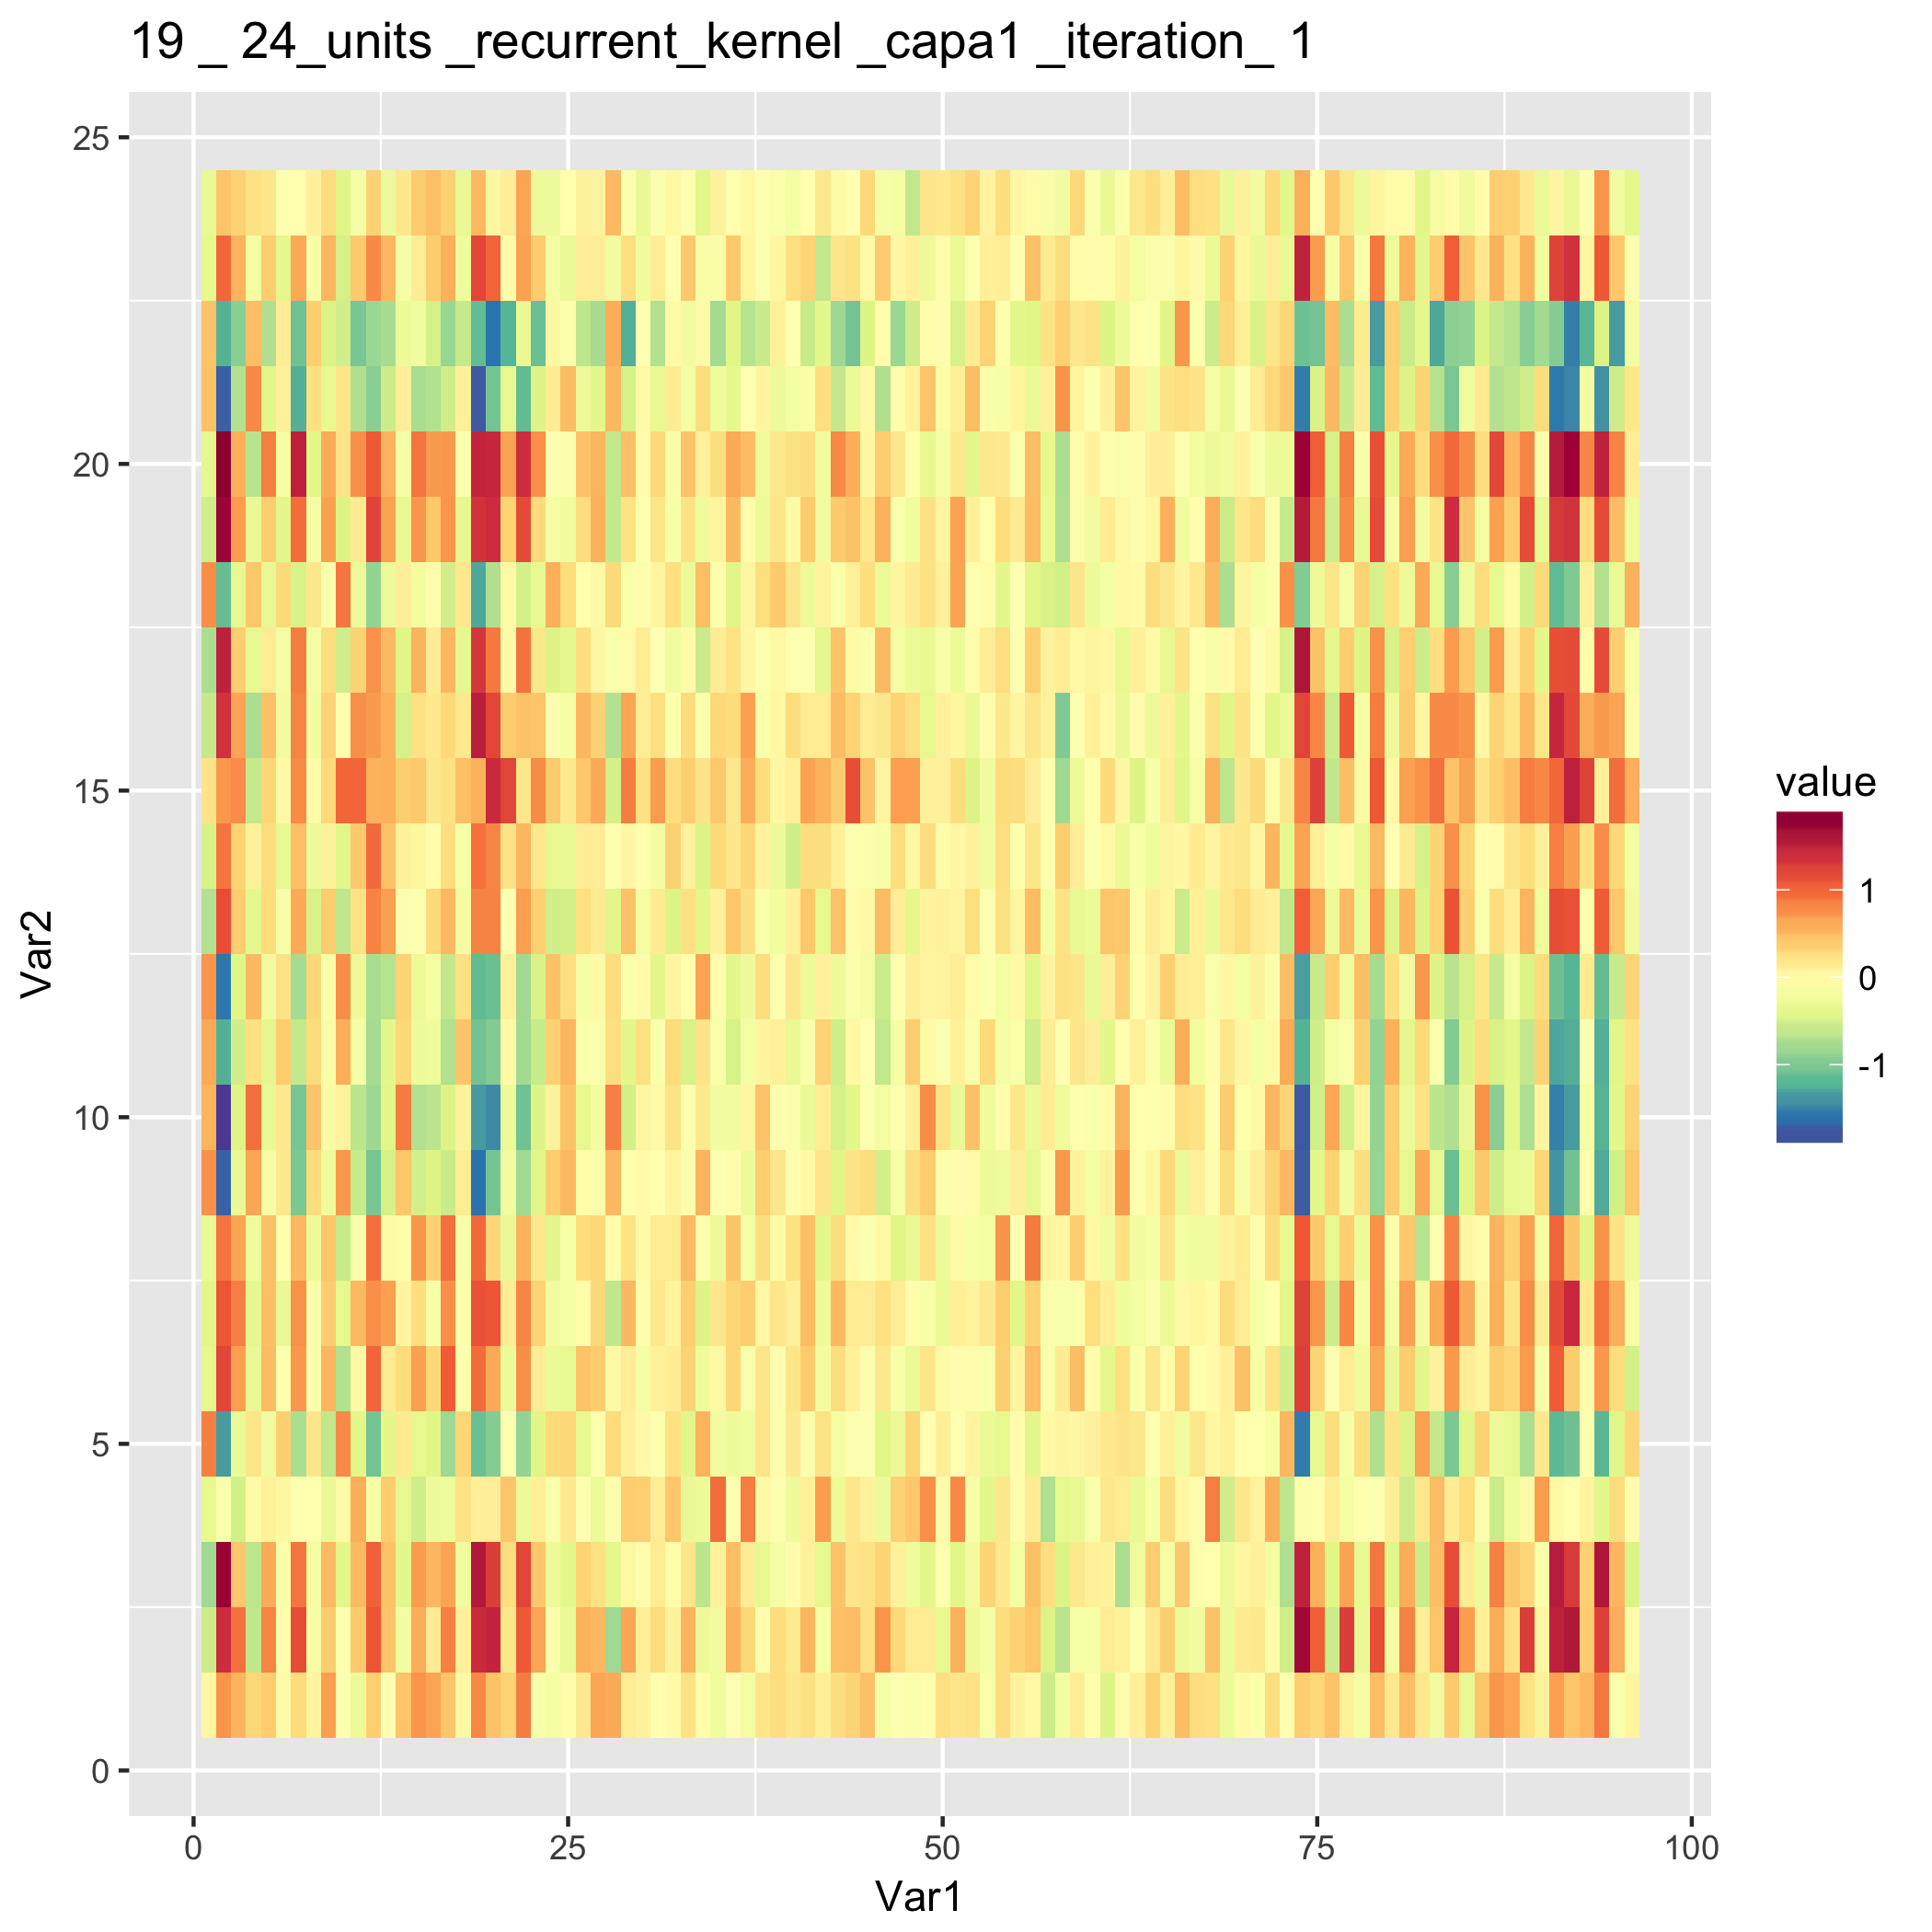 19 _ 24_units _recurrent_kernel _capa1 _iteration_ 1
25
20
15
10
5
0
Var2
0 25 50 75 100
Var1
value
1
0
-1